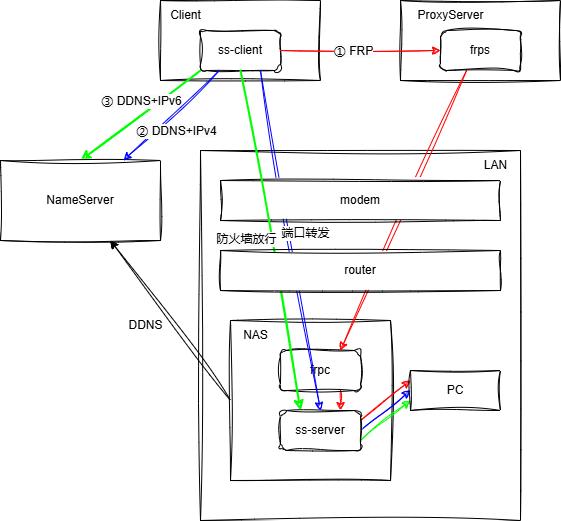 Client
ProxyServer
ss-client
① FRP
frps
③ DDNS+IPv6
② DDNS+IPv4
LAN
NameServer
modem
防火墙放行
端口转发
router
DDNS
NAS
frpc
PC
ss-server